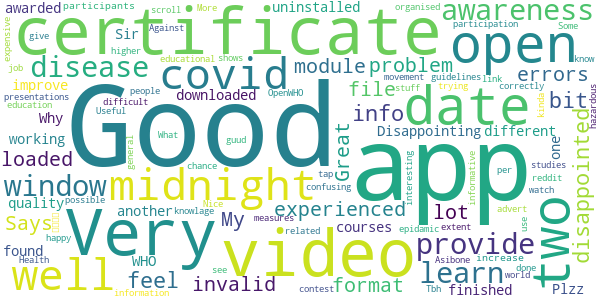 awarded participants scroll More organised certificate Against participation Some awareness
expensive give Sir uninstalled open know
higher educational shows movement guidelines link
disease covid module problem errors
job improve downloaded OpenWHO trying correctly hazardous
presentations people file stuff bit
education difficult kinda
Why Useful What guud Good info date Disappointing different
working general Great one disappointed
loaded chance app studies
window midnight tap confusing interesting informative per reddit
quality possible another knowlage My experienced lot watch two
Says Nice courses advert use
found WHO Very measures video related epidemic extent provide increase
happy feel see Asibone world
Health well invalid format learn done Plzz
information contest Tbh finished